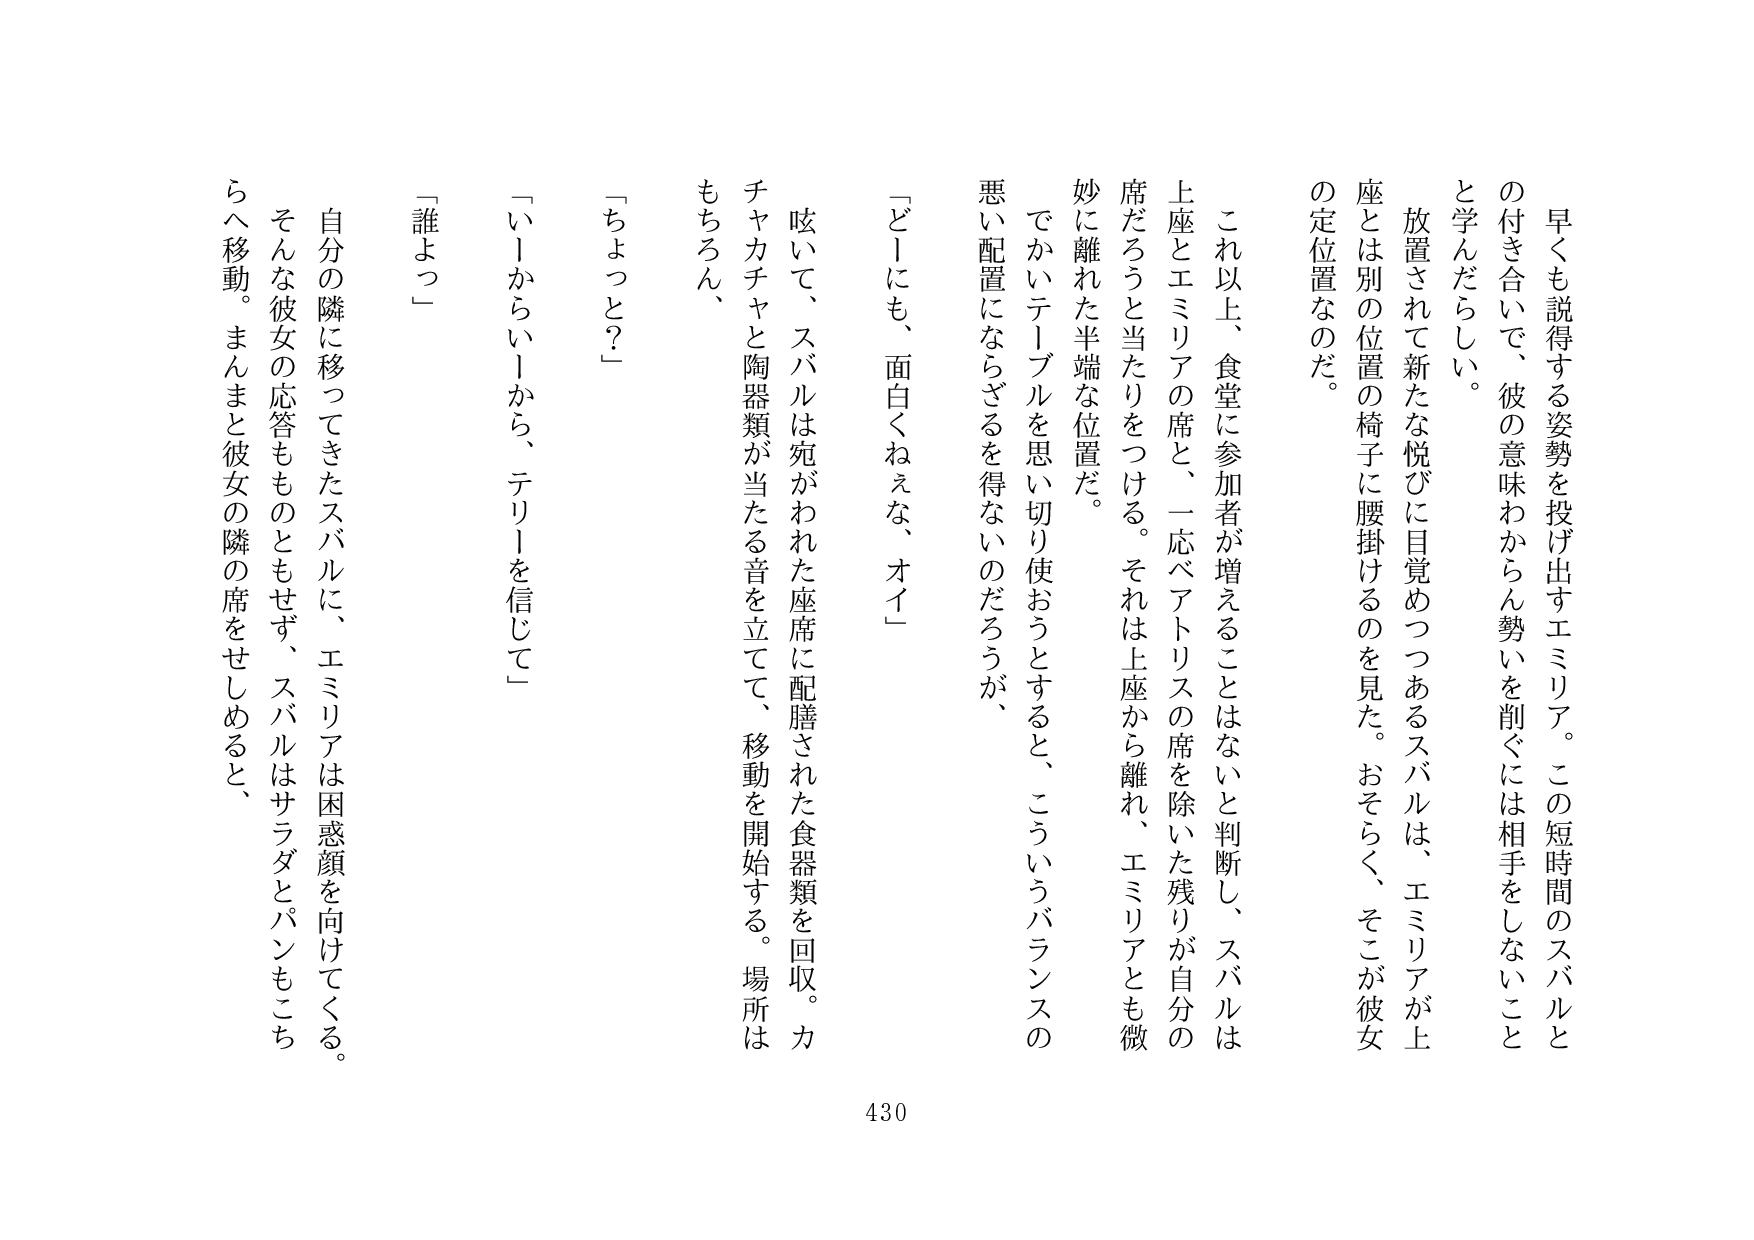 早くも説得する姿勢を投げ出すエミリア。この短時間のスバルと
の付き合いで、彼の意味わからん勢いを削ぐには相手をしないこと
と学んだらしい。
　放置されて新たな悦びに目覚めつつあるスバルは、エミリアが上
座とは別の位置の椅子に腰掛けるのを見た。おそらく、そこが彼女
の定位置なのだ。
　これ以上、食堂に参加者が増えることはないと判断し、スバルは
上座とエミリアの席と、一応ベアトリスの席を除いた残りが自分の
席だろうと当たりをつける。それは上座から離れ、エミリアとも微
妙に離れた半端な位置だ。
　でかいテーブルを思い切り使おうとすると、こういうバランスの
悪い配置にならざるを得ないのだろうが、
「どーにも、面白くねぇな、オイ」
　呟いて、スバルは宛がわれた座席に配膳された食器類を回収。カ
チャカチャと陶器類が当たる音を立てて、移動を開始する。場所は
もちろん、
「ちょっと？」
「いーからいーから、テリーを信じて」
「誰よっ」
　自分の隣に移ってきたスバルに、エミリアは困惑顔を向けてくる。
　そんな彼女の応答もものともせず、スバルはサラダとパンもこち
らへ移動。まんまと彼女の隣の席をせしめると、
430